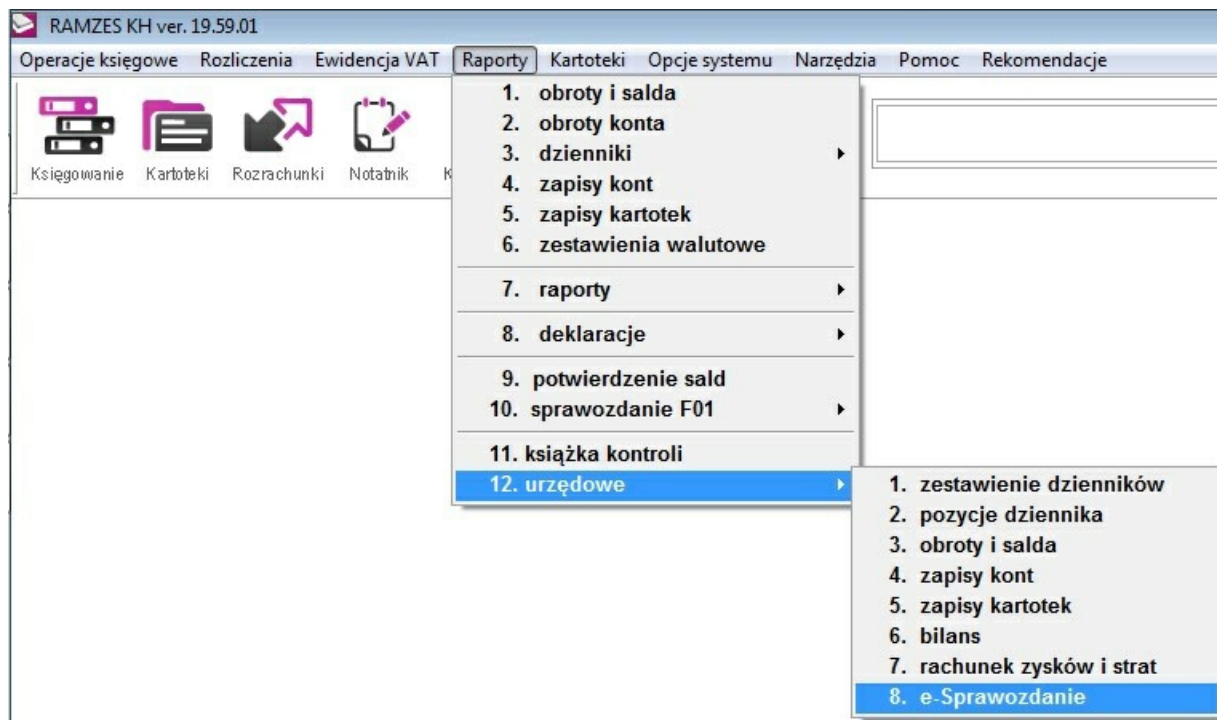 RAMZES KH ver. 19.59.01
Operacje księgowe Rozliczenia Ewidencja VAT Raporty Kartoteki Opcje systemu Narzędzia Pomoc Rekomendacje
Księgowanie Kartoteki Rozrachunki Notatnik K
1. obroty i salda
2. obroty konta
3. dzienniki
4. zapisy kont
5. zapisy kartotek
6. zestawienia walutowe
7. raporty
8. deklaracje
9. potwierdzenie sald
10. sprawozdanie F01
11. książka kontroli
12. urzędowe
1. zestawienie dzienników
2. pozycje dziennika
3. obroty i salda
4. zapisy kont
5. zapisy kartotek
6. bilans
7. rachunek zysków i strat
8. e-Sprawozdanie